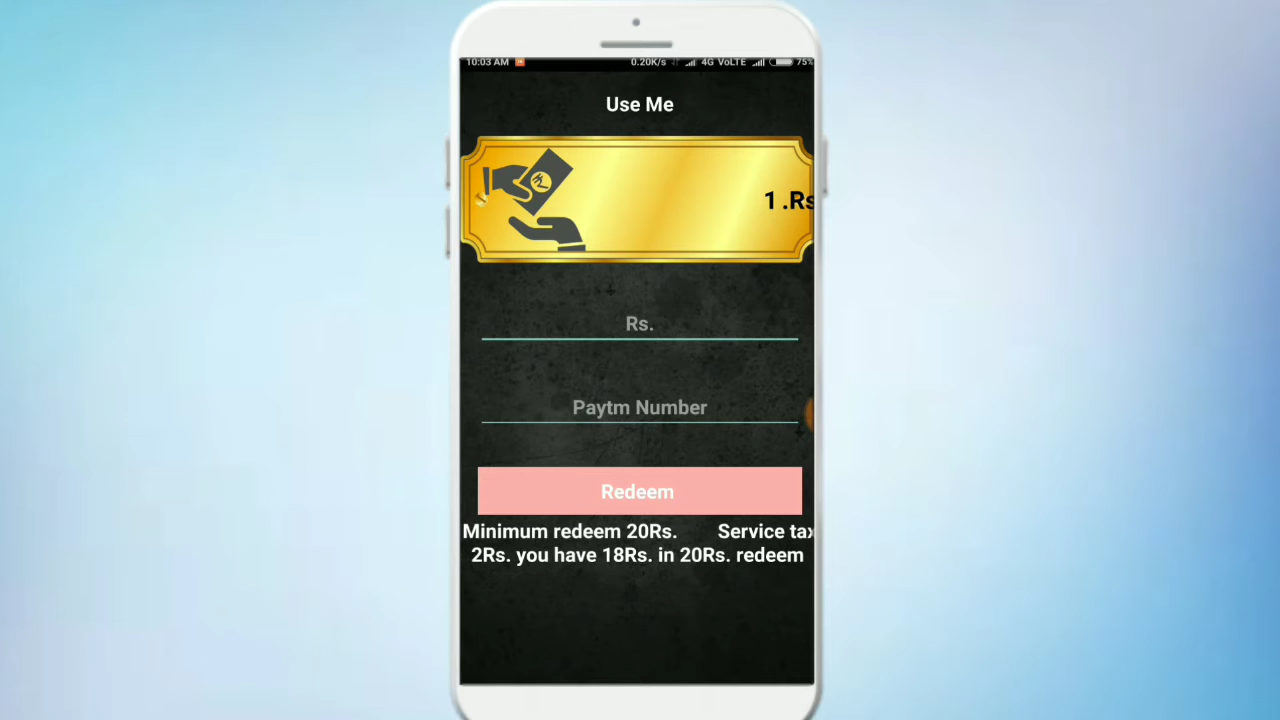 10:03 AM 0.20K/s 4G VoLTE 75%
Use Me
1 .Rs
Rs.
Paytm Number
Redeem
Minimum redeem 20Rs. Service tax
2Rs. you have 18Rs. in 20Rs. redeem